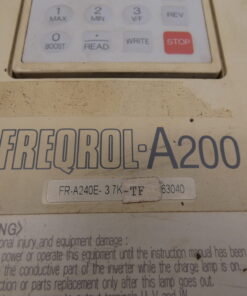 1 2 3 REV
MAX MIN V/F
0 READ WRITE STOP
BOOST
FREQROL-A200
FR-A240E- 3.7K-TF 63040
NG)
onal injury and equipment damage :
power or operate this equipment until the instruction manual has been
the conductive part of the inverter while the charge lamp is on.
ction or parts replacement only after this lamp goes out.